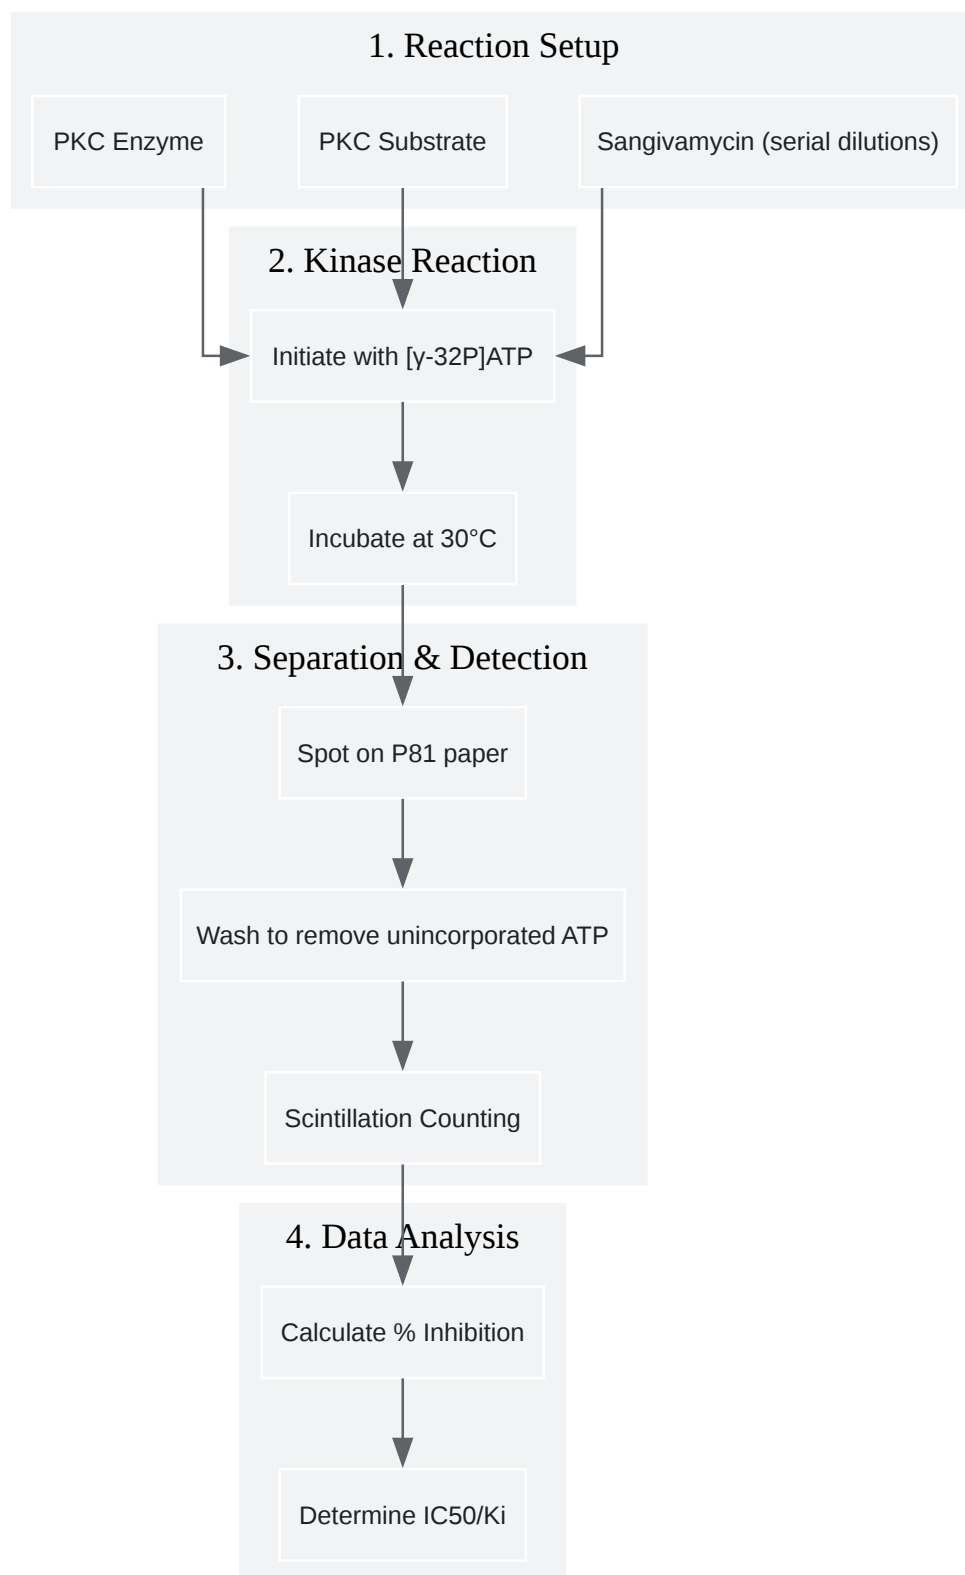 1. Reaction Setup
PKC Enzyme
PKC Substrate
Sangivamycin (serial dilutions)
2. Kinase Reaction
Initiate with [γ-32P]ATP
Incubate at 30°C
3. Separation & Detection
Spot on P81 paper
Wash to remove unincorporated ATP
Scintillation Counting
4. Data Analysis
Calculate % Inhibition
Determine IC50/Ki